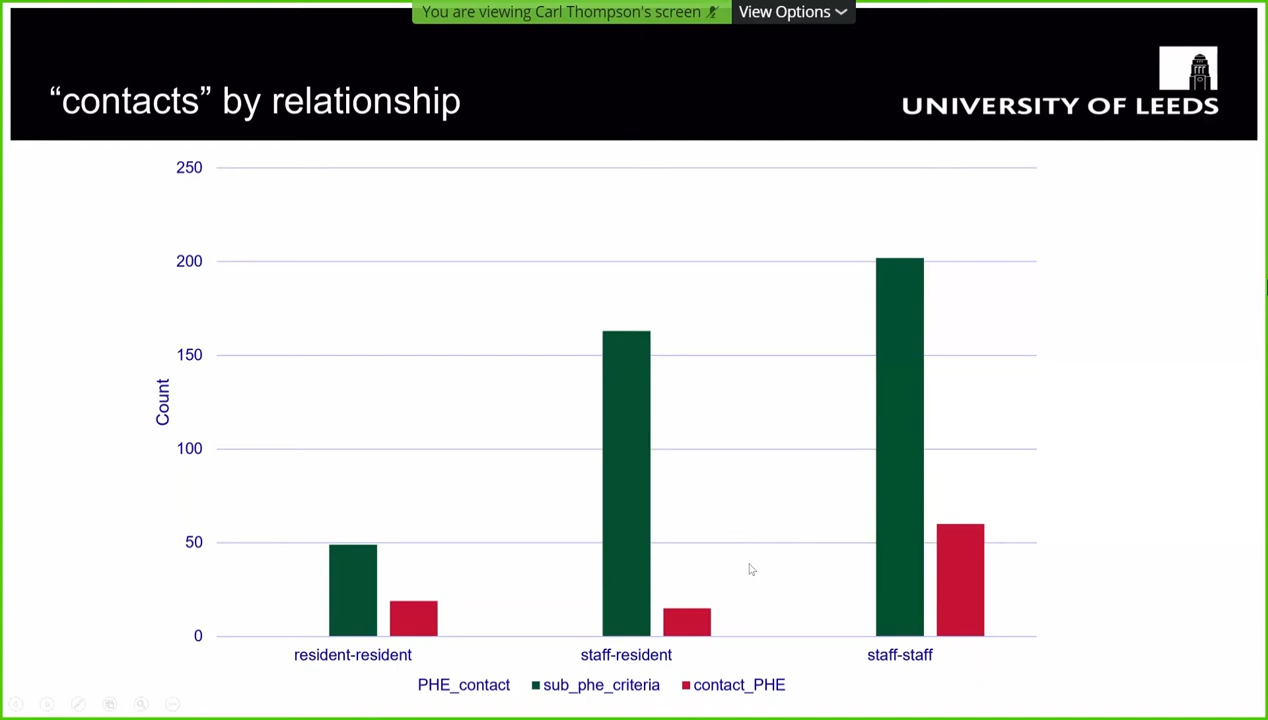 You are viewing Carl Thompson's screen View Options
“contacts” by relationship
UNIVERSITY OF LEEDS
250
200
150
100
50
0
Count
resident-resident staff-resident staff-staff
PHE_contact sub_phe_criteria contact_PHE